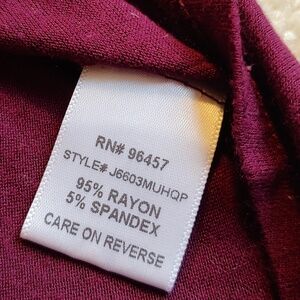 RN# 96457
STYLE# J6603MUHQP
95% RAYON
5% SPANDEX
CARE ON REVERSE